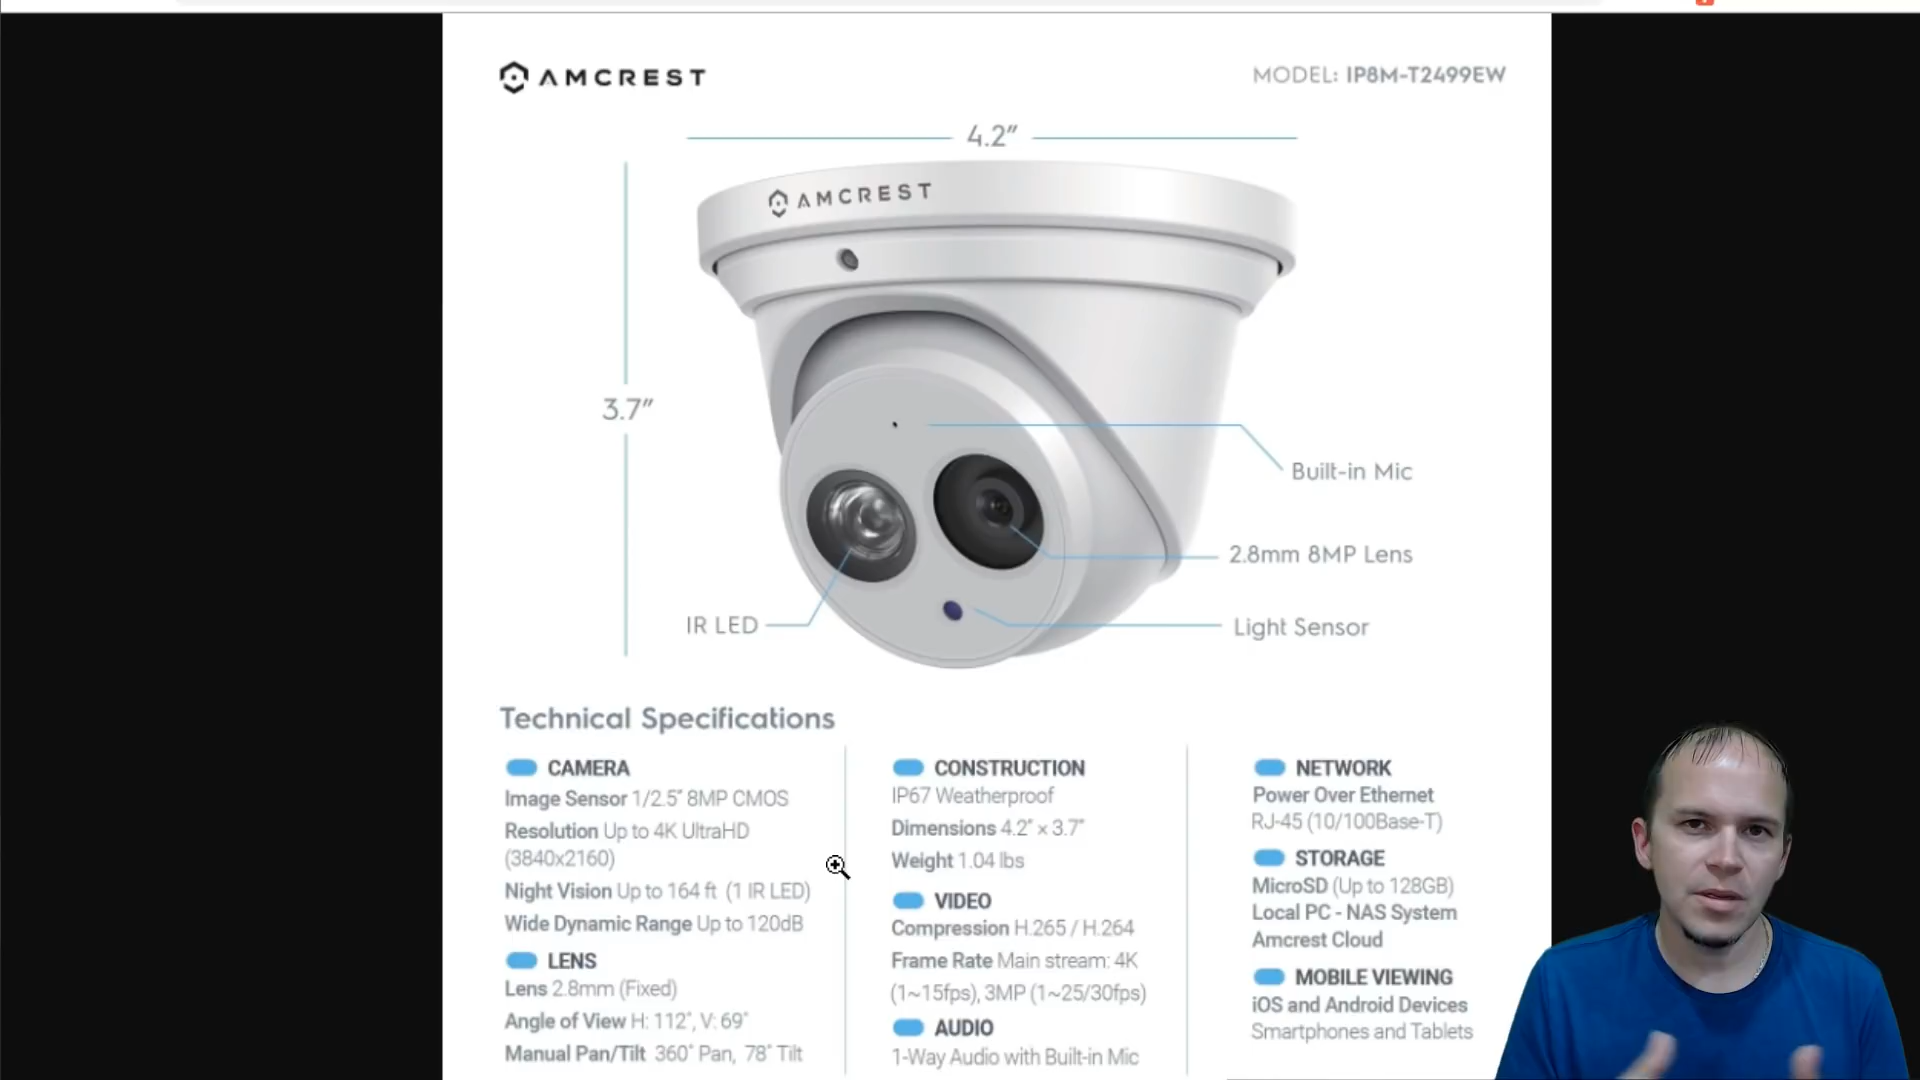 AMCREST
MODEL: IP8M-T2499EW
4.2"
AMCREST
3.7"
Built-in Mic
2.8mm 8MP Lens
IR LED
Light Sensor
Technical Specifications
CAMERA
Image Sensor 1/2.5" 8MP CMOS
Resolution Up to 4K UltraHD
(3840x2160)
Night Vision Up to 164 ft (1 IR LED)
Wide Dynamic Range Up to 120dB
LENS
Lens 2.8mm (Fixed)
Angle of View H: 112°, V: 69°
Manual Pan/Tilt 360° Pan, 78° Tilt
CONSTRUCTION
IP67 Weatherproof
Dimensions 4.2" × 3.7"
Weight 1.04 lbs
VIDEO
Compression H.265 / H.264
Frame Rate Main stream: 4K
(1~15fps), 3MP (1~25/30fps)
AUDIO
1-Way Audio with Built-in Mic
NETWORK
Power Over Ethernet
RJ-45 (10/100Base-T)
STORAGE
MicroSD (Up to 128GB)
Local PC - NAS System
Amcrest Cloud
MOBILE VIEWING
iOS and Android Devices
Smartphones and Tablets